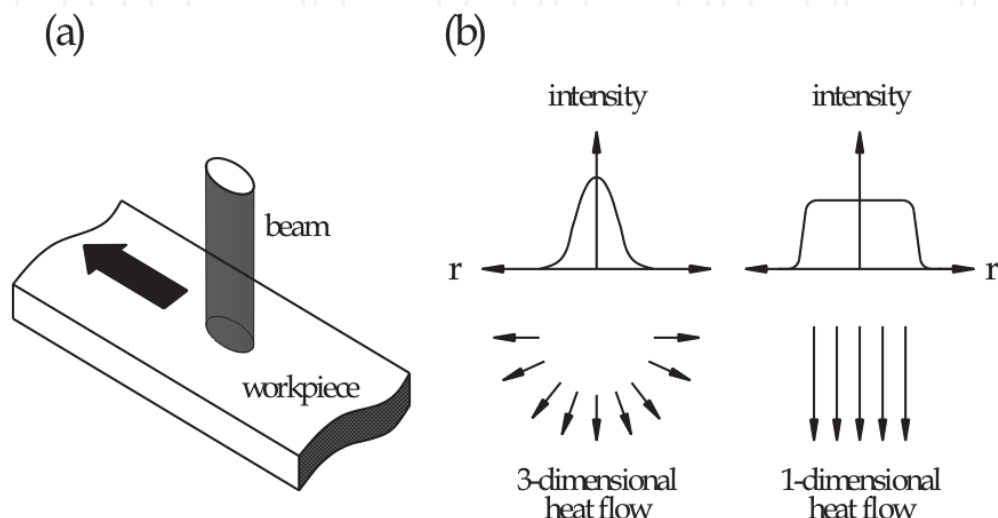 (a)
beam
workpiece
(b)
intensity
r
3-dimensional
heat flow
intensity
r
1-dimensional
heat flow